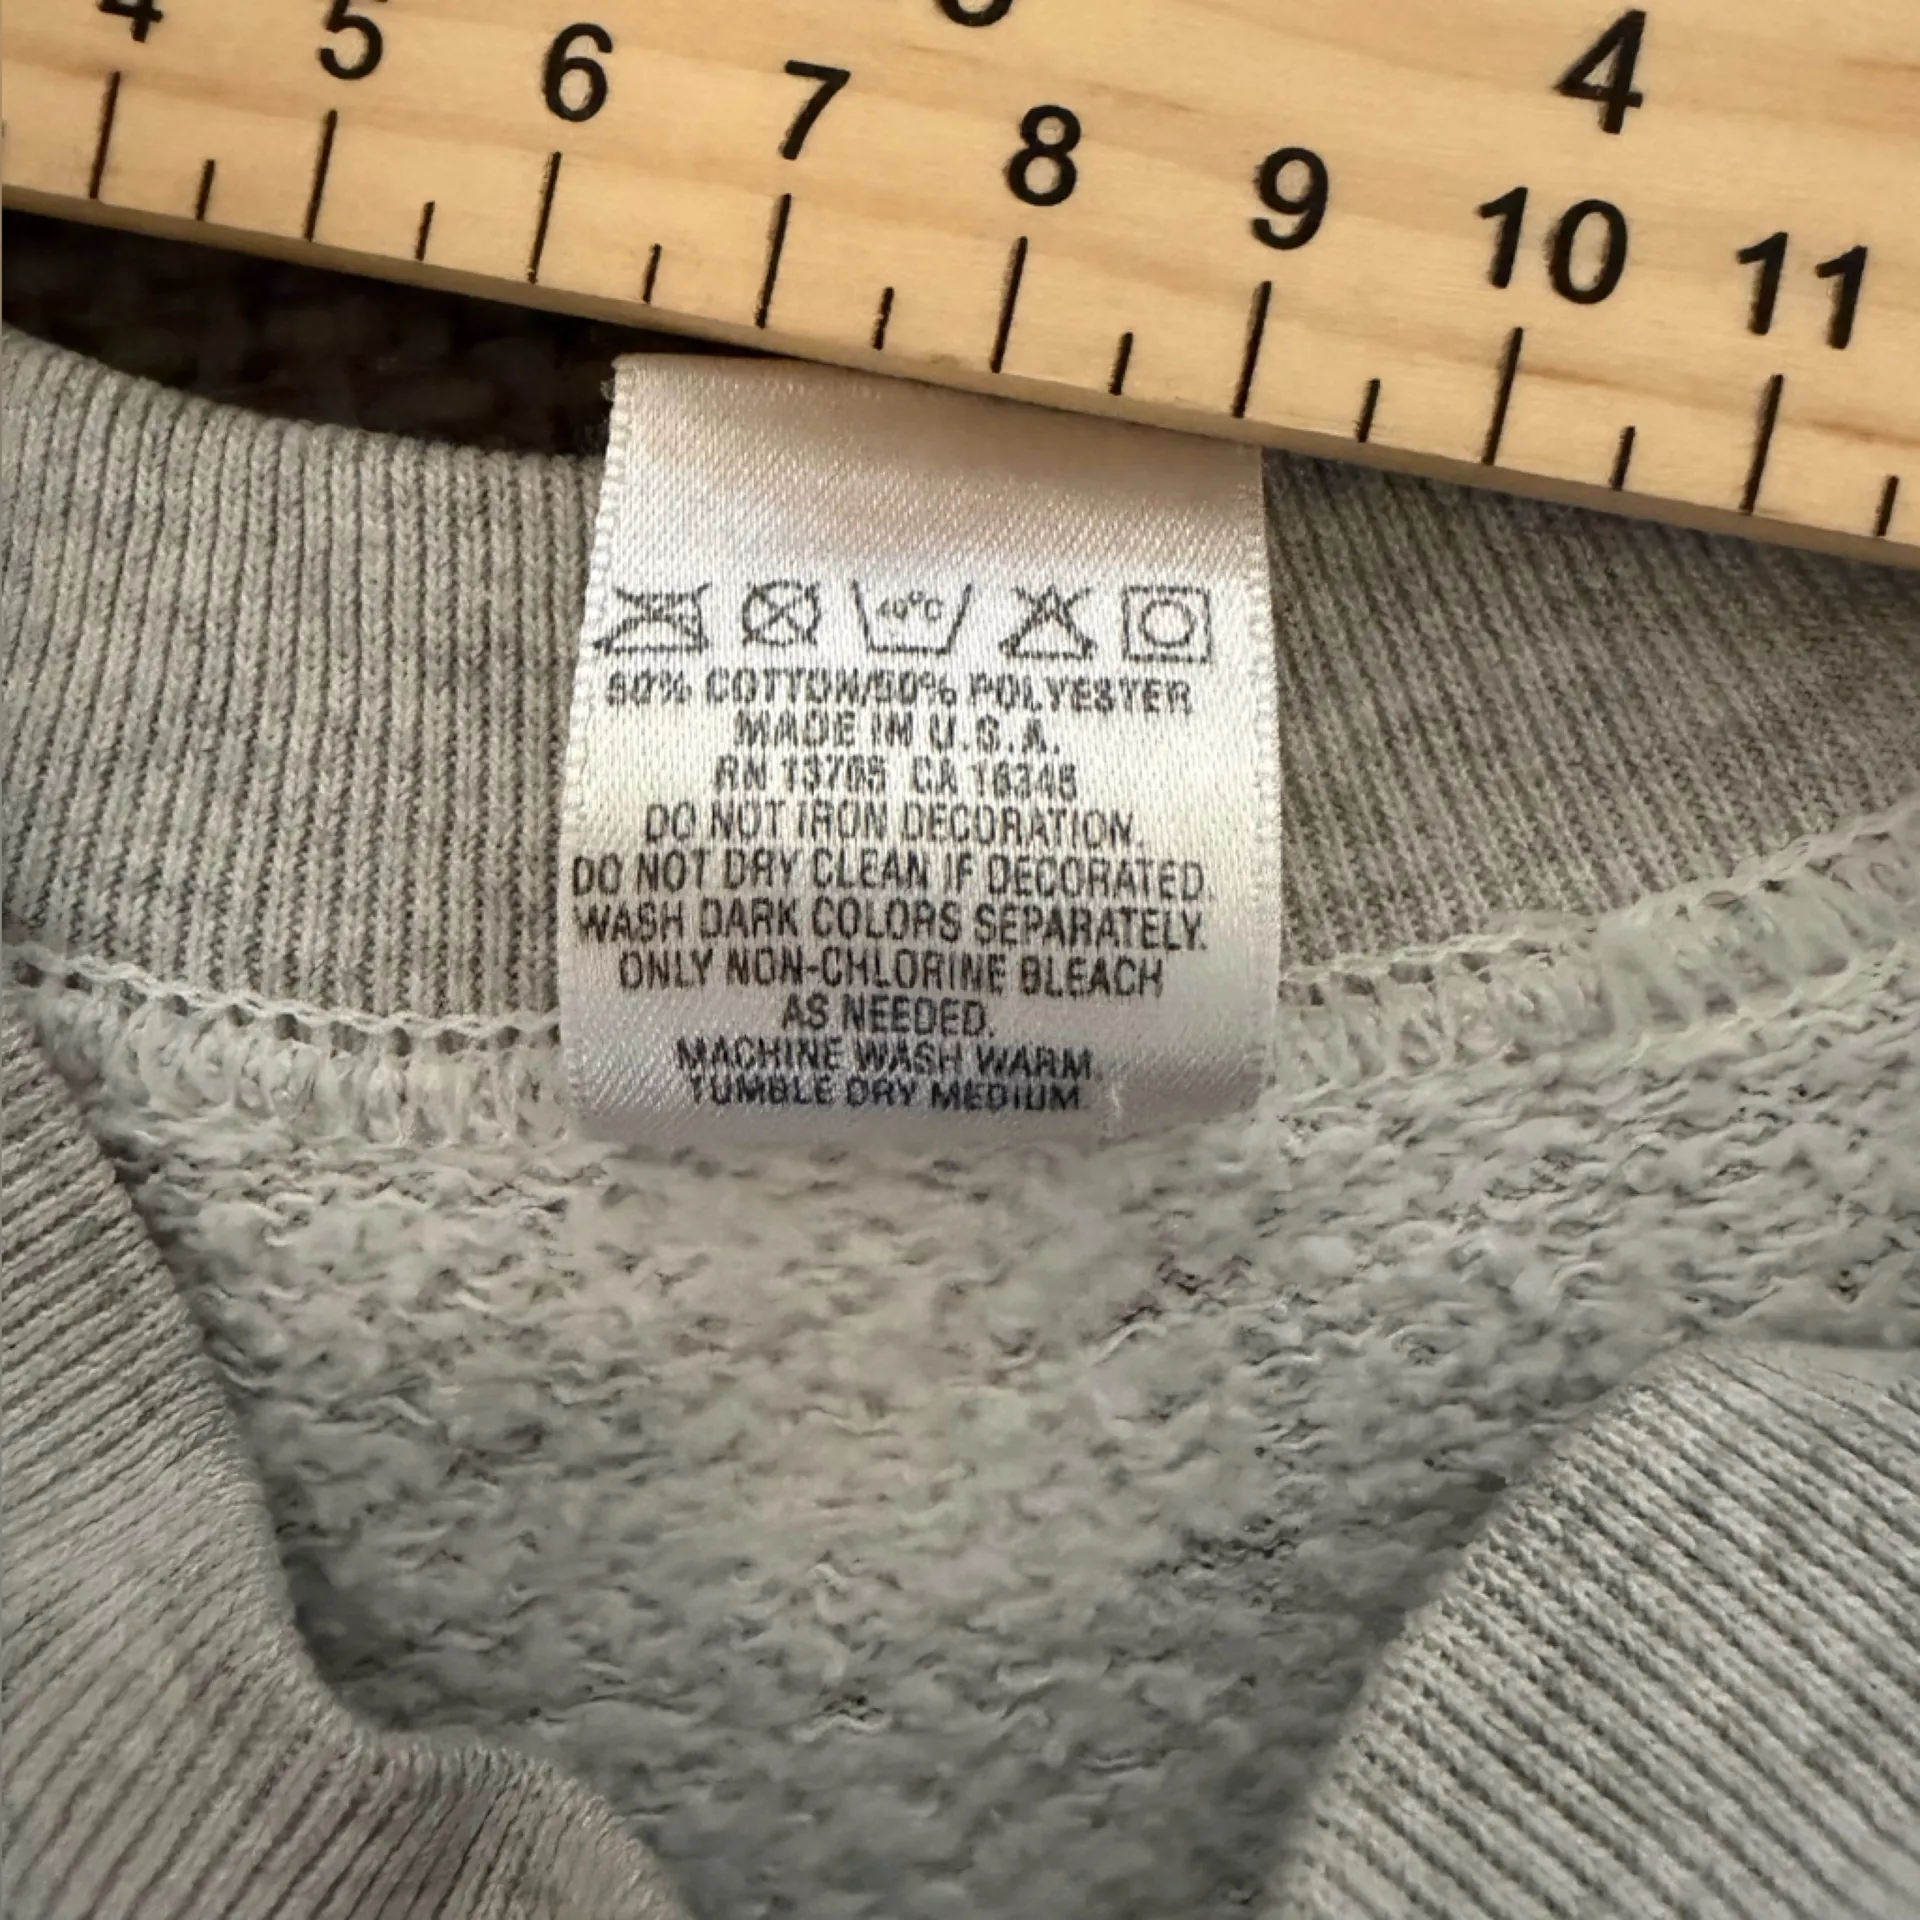 4
4 5 6 7 8 9 10 11
40°C
50% COTTON/50% POLYESTER
MADE IN U.S.A.
RN 13765 CA 16346
DO NOT IRON DECORATION.
DO NOT DRY CLEAN IF DECORATED.
WASH DARK COLORS SEPARATELY.
ONLY NON-CHLORINE BLEACH
AS NEEDED.
MACHINE WASH WARM.
TUMBLE DRY MEDIUM.